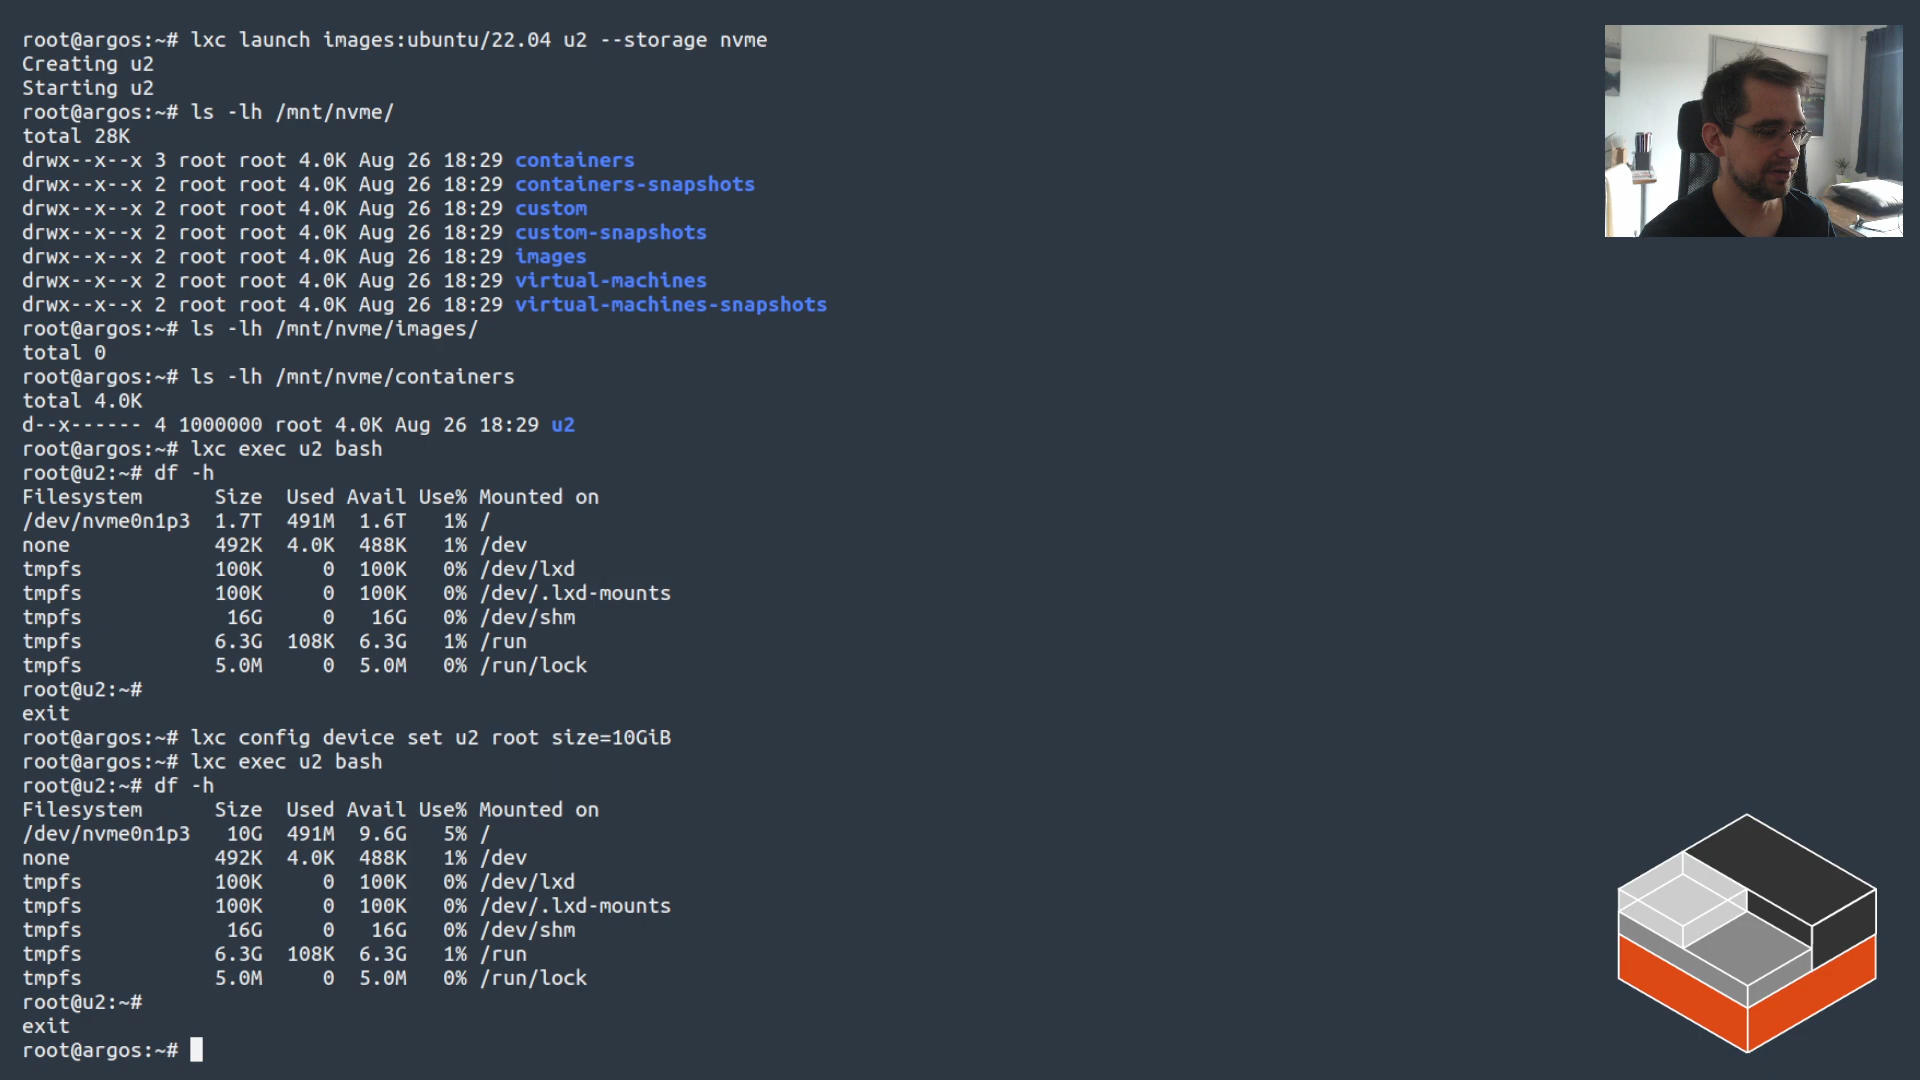 root@argos:~# lxc launch images:ubuntu/22.04 u2 --storage nvme
Creating u2
Starting u2
root@argos:~# ls -lh /mnt/nvme/
total 28K
drwx--x--x 3 root root 4.0K Aug 26 18:29 containers
drwx--x--x 2 root root 4.0K Aug 26 18:29 containers-snapshots
drwx--x--x 2 root root 4.0K Aug 26 18:29 custom
drwx--x--x 2 root root 4.0K Aug 26 18:29 custom-snapshots
drwx--x--x 2 root root 4.0K Aug 26 18:29 images
drwx--x--x 2 root root 4.0K Aug 26 18:29 virtual-machines
drwx--x--x 2 root root 4.0K Aug 26 18:29 virtual-machines-snapshots
root@argos:~# ls -lh /mnt/nvme/images/
total 0
root@argos:~# ls -lh /mnt/nvme/containers
total 4.0K
d--x------ 4 1000000 root 4.0K Aug 26 18:29 u2
root@argos:~# lxc exec u2 bash
root@u2:~# df -h
Filesystem      Size  Used Avail Use% Mounted on
/dev/nvme0n1p3  1.7T  491M  1.6T   1% /
none            492K  4.0K  488K   1% /dev
tmpfs           100K     0  100K   0% /dev/lxd
tmpfs           100K     0  100K   0% /dev/.lxd-mounts
tmpfs            16G     0   16G   0% /dev/shm
tmpfs           6.3G  108K  6.3G   1% /run
tmpfs           5.0M     0  5.0M   0% /run/lock
root@u2:~#
exit
root@argos:~# lxc config device set u2 root size=10GiB
root@argos:~# lxc exec u2 bash
root@u2:~# df -h
Filesystem      Size  Used Avail Use% Mounted on
/dev/nvme0n1p3   10G  491M  9.6G   5% /
none            492K  4.0K  488K   1% /dev
tmpfs           100K     0  100K   0% /dev/lxd
tmpfs           100K     0  100K   0% /dev/.lxd-mounts
tmpfs            16G     0   16G   0% /dev/shm
tmpfs           6.3G  108K  6.3G   1% /run
tmpfs           5.0M     0  5.0M   0% /run/lock
root@u2:~#
exit
root@argos:~#